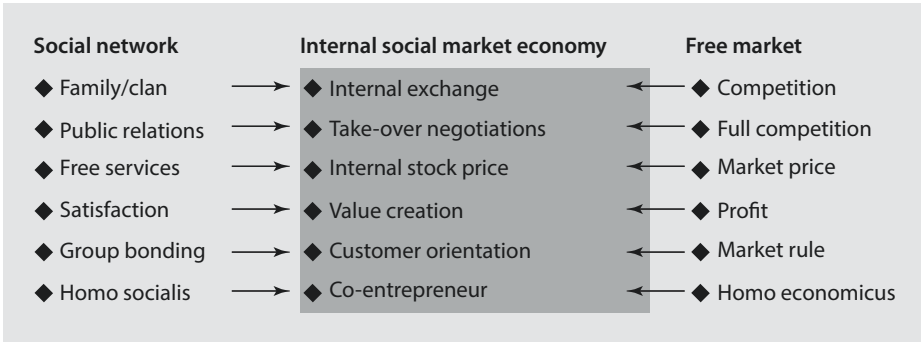 Social network Internal social market economy Free market
◆ Family/clan ◆ Internal exchange ◆ Competition
◆ Public relations ◆ Take-over negotiations ◆ Full competition
◆ Free services ◆ Internal stock price ◆ Market price
◆ Satisfaction ◆ Value creation ◆ Profit
◆ Group bonding ◆ Customer orientation ◆ Market rule
◆ Homo socialis ◆ Co-entrepreneur ◆ Homo economicus